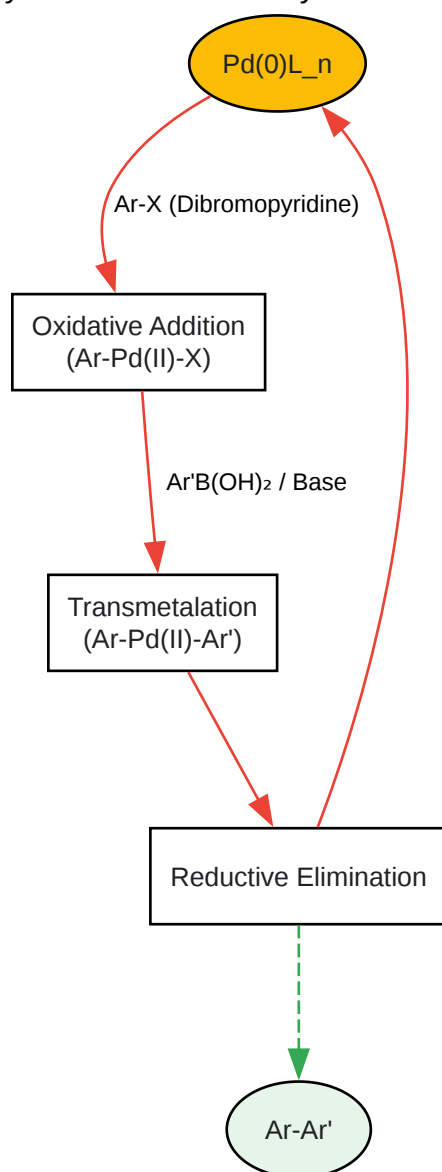 Pd(0)L_n
Ar-X (Dibromopyridine)
Oxidative Addition
(Ar-Pd(II)-X)
Ar'B(OH)₂ / Base
Transmetalation
(Ar-Pd(II)-Ar')
Reductive Elimination
Ar-Ar'